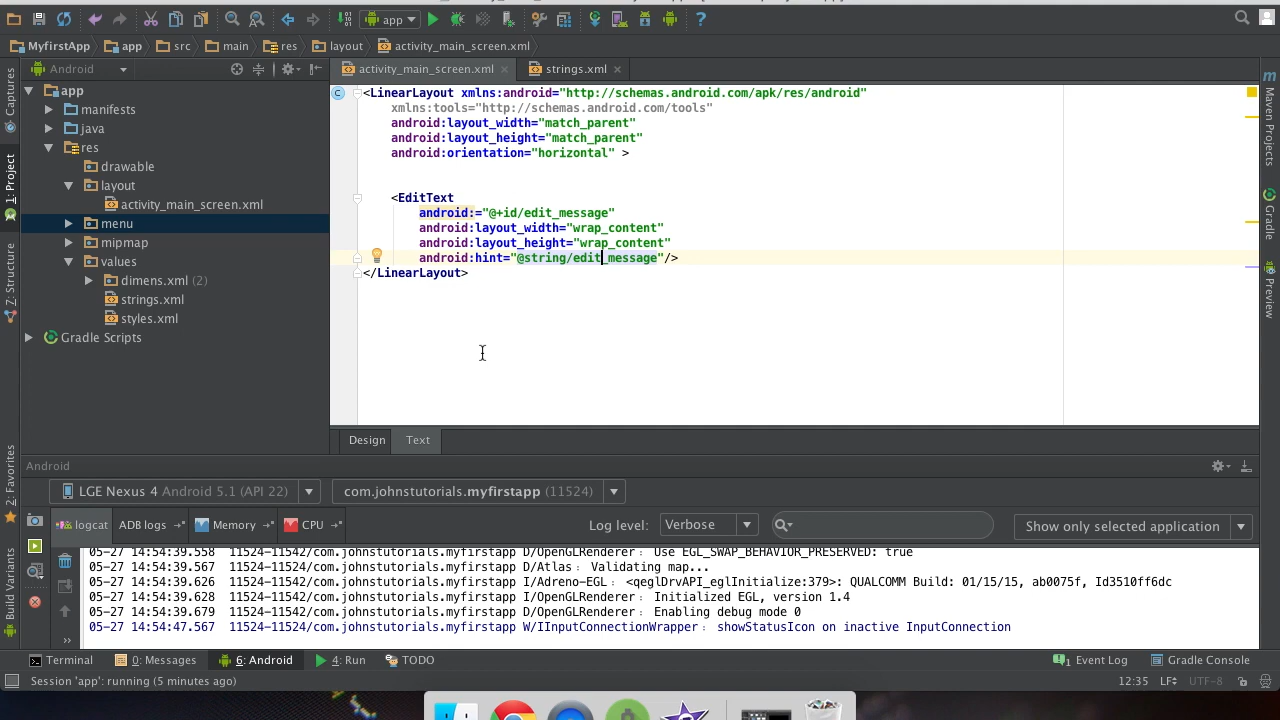 app
MyfirstApp app src main res layout activity_main_screen.xml
Android
activity_main_screen.xml strings.xml
app
manifests
java
res
drawable
layout
activity_main_screen.xml
menu
mipmap
values
dimens.xml (2)
strings.xml
styles.xml
Gradle Scripts
Captures
1: Project
7: Structure
2: Favorites
Build Variants
<LinearLayout xmlns:android="http://schemas.android.com/apk/res/android"
xmlns:tools="http://schemas.android.com/tools"
android:layout_width="match_parent"
android:layout_height="match_parent"
android:orientation="horizontal" >
<EditText
android:="@+id/edit_message"
android:layout_width="wrap_content"
android:layout_height="wrap_content"
android:hint="@string/edit_message"/>
</LinearLayout>
Maven Projects
Gradle
Preview
Design Text
Android
LGE Nexus 4 Android 5.1 (API 22) com.johnstutorials.myfirstapp (11524)
logcat ADB logs Memory CPU Log level: Verbose Show only selected application
05-27 14:54:39.558 11524-11542/com.johnstutorials.myfirstapp D/OpenGLRenderer﹕ Use EGL_SWAP_BEHAVIOR_PRESERVED: true
05-27 14:54:39.567 11524-11524/com.johnstutorials.myfirstapp D/Atlas﹕ Validating map...
05-27 14:54:39.626 11524-11542/com.johnstutorials.myfirstapp I/Adreno-EGL﹕ <qeglDrvAPI_eglInitialize:379>: QUALCOMM Build: 01/15/15, ab0075f, Id3510ff6dc
05-27 14:54:39.628 11524-11542/com.johnstutorials.myfirstapp I/OpenGLRenderer﹕ Initialized EGL, version 1.4
05-27 14:54:39.679 11524-11542/com.johnstutorials.myfirstapp D/OpenGLRenderer﹕ Enabling debug mode 0
05-27 14:54:47.567 11524-11524/com.johnstutorials.myfirstapp W/IInputConnectionWrapper﹕ showStatusIcon on inactive InputConnection
Terminal 0: Messages 6: Android 4: Run TODO 1 Event Log Gradle Console
Session 'app': running (5 minutes ago) 12:35 LF UTF-8